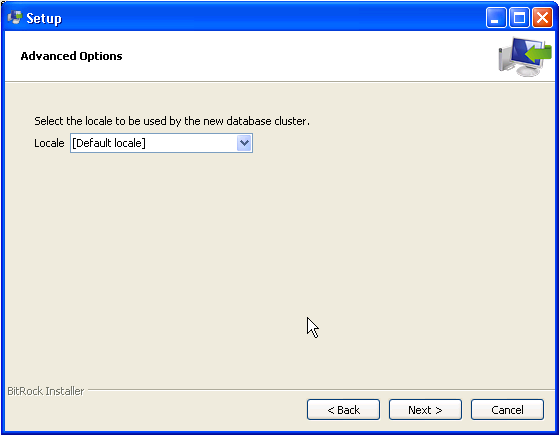 Setup
Advanced Options
Select the locale to be used by the new database cluster.
Locale [Default locale]
BitRock Installer
< Back Next > Cancel